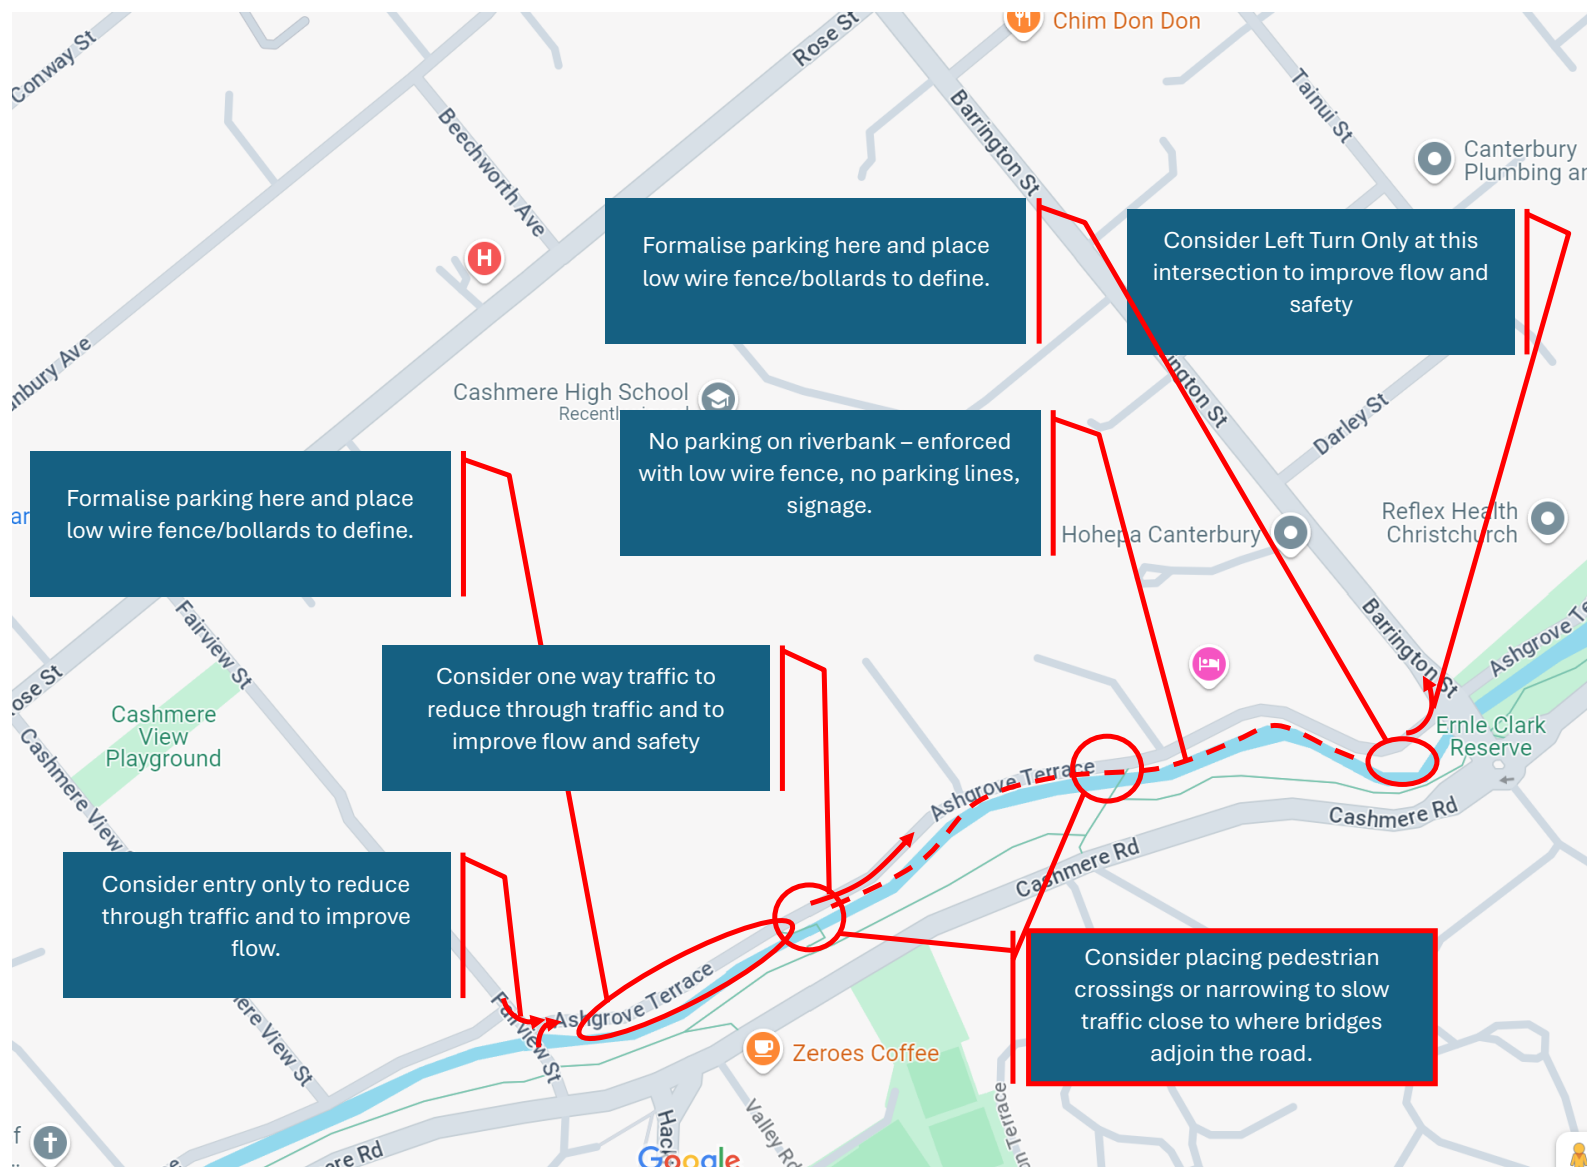 Chim Don Don
Conway St
Rose St
Tainui St
Barrington St
Beechworth Ave
Canterbury
Plumbing
Formalise parking here and place
low wire fence/bollards to define.
Consider Left Turn Only at this
intersection to improve flow and
safety
H
Cashmere High School
Darley St
No parking on riverbank – enforced
with low wire fence, no parking lines,
signage.
Formalise parking here and place
low wire fence/bollards to define.
Reflex Health
Christchurch
Hohepa Canterbury
Fairview St
Barrington St
Ashgrove
Consider one way traffic to
reduce through traffic and to
improve flow and safety
Cashmere
View
Playground
Ernle Clark
Reserve
Cashmere View
Ashgrove Terrace
Cashmere Rd
Cashmere Rd
Consider entry only to reduce
through traffic and to improve
flow.
Consider placing pedestrian
crossings or narrowing to slow
traffic close to where bridges
adjoin the road.
Ashgrove Terrace
Fairview St
View St
Zeroes Coffee
Valley Rd
Terrace
Rd
Google